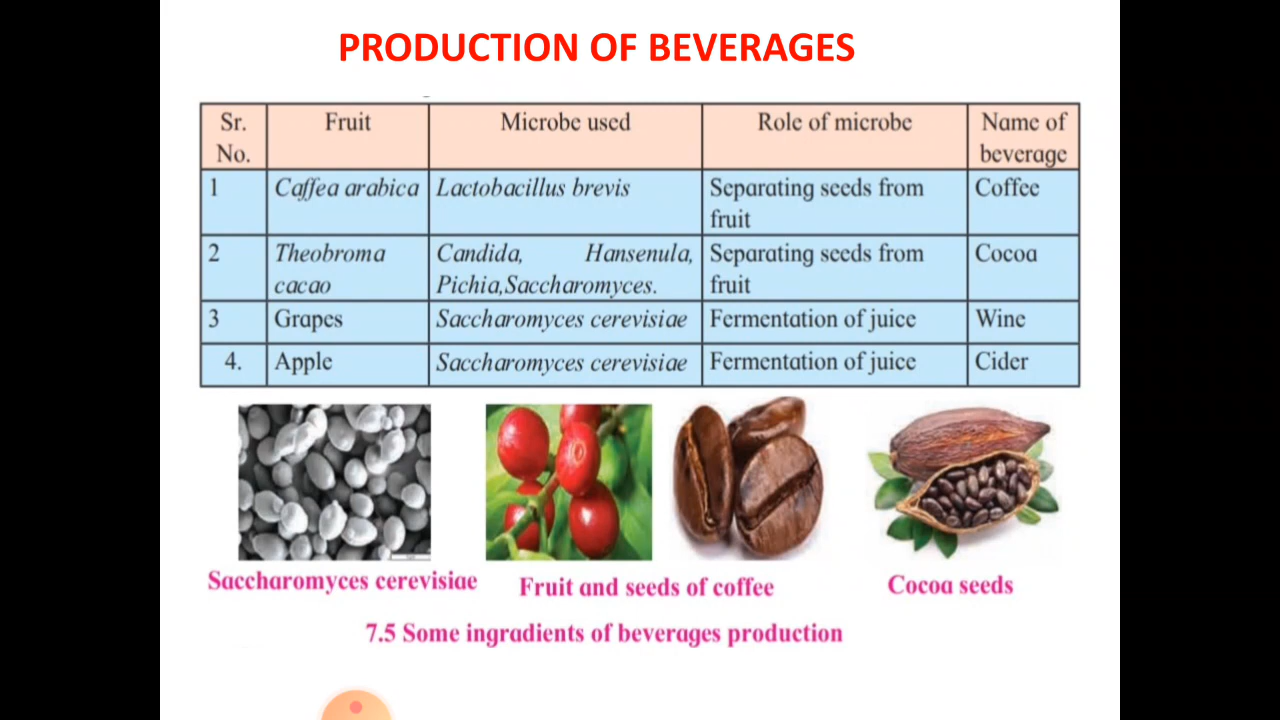 PRODUCTION OF BEVERAGES
Sr. No. Fruit Microbe used Role of microbe Name of beverage
1 Caffea arabica Lactobacillus brevis Separating seeds from fruit Coffee
2 Theobroma cacao Candida, Hansenula, Pichia,Saccharomyces. Separating seeds from fruit Cocoa
3 Grapes Saccharomyces cerevisiae Fermentation of juice Wine
4. Apple Saccharomyces cerevisiae Fermentation of juice Cider
Saccharomyces cerevisiae Fruit and seeds of coffee Cocoa seeds
7.5 Some ingredients of beverages production